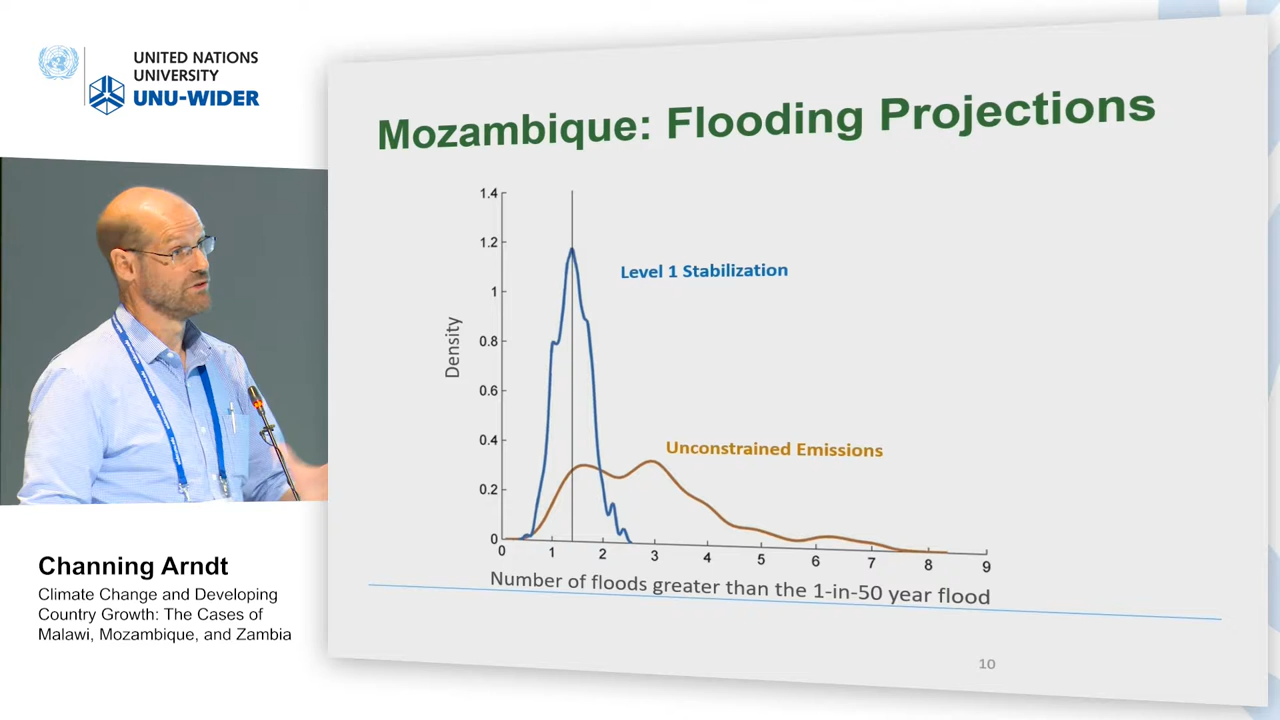 UNITED NATIONS
UNIVERSITY
UNU-WIDER
Mozambique: Flooding Projections
1.4
1.2
1
0.8
0.6
0.4
0.2
0
Density
Level 1 Stabilization
Unconstrained Emissions
0 1 2 3 4 5 6 7 8 9
Number of floods greater than the 1-in-50 year flood
10
Channing Arndt
Climate Change and Developing
Country Growth: The Cases of
Malawi, Mozambique, and Zambia